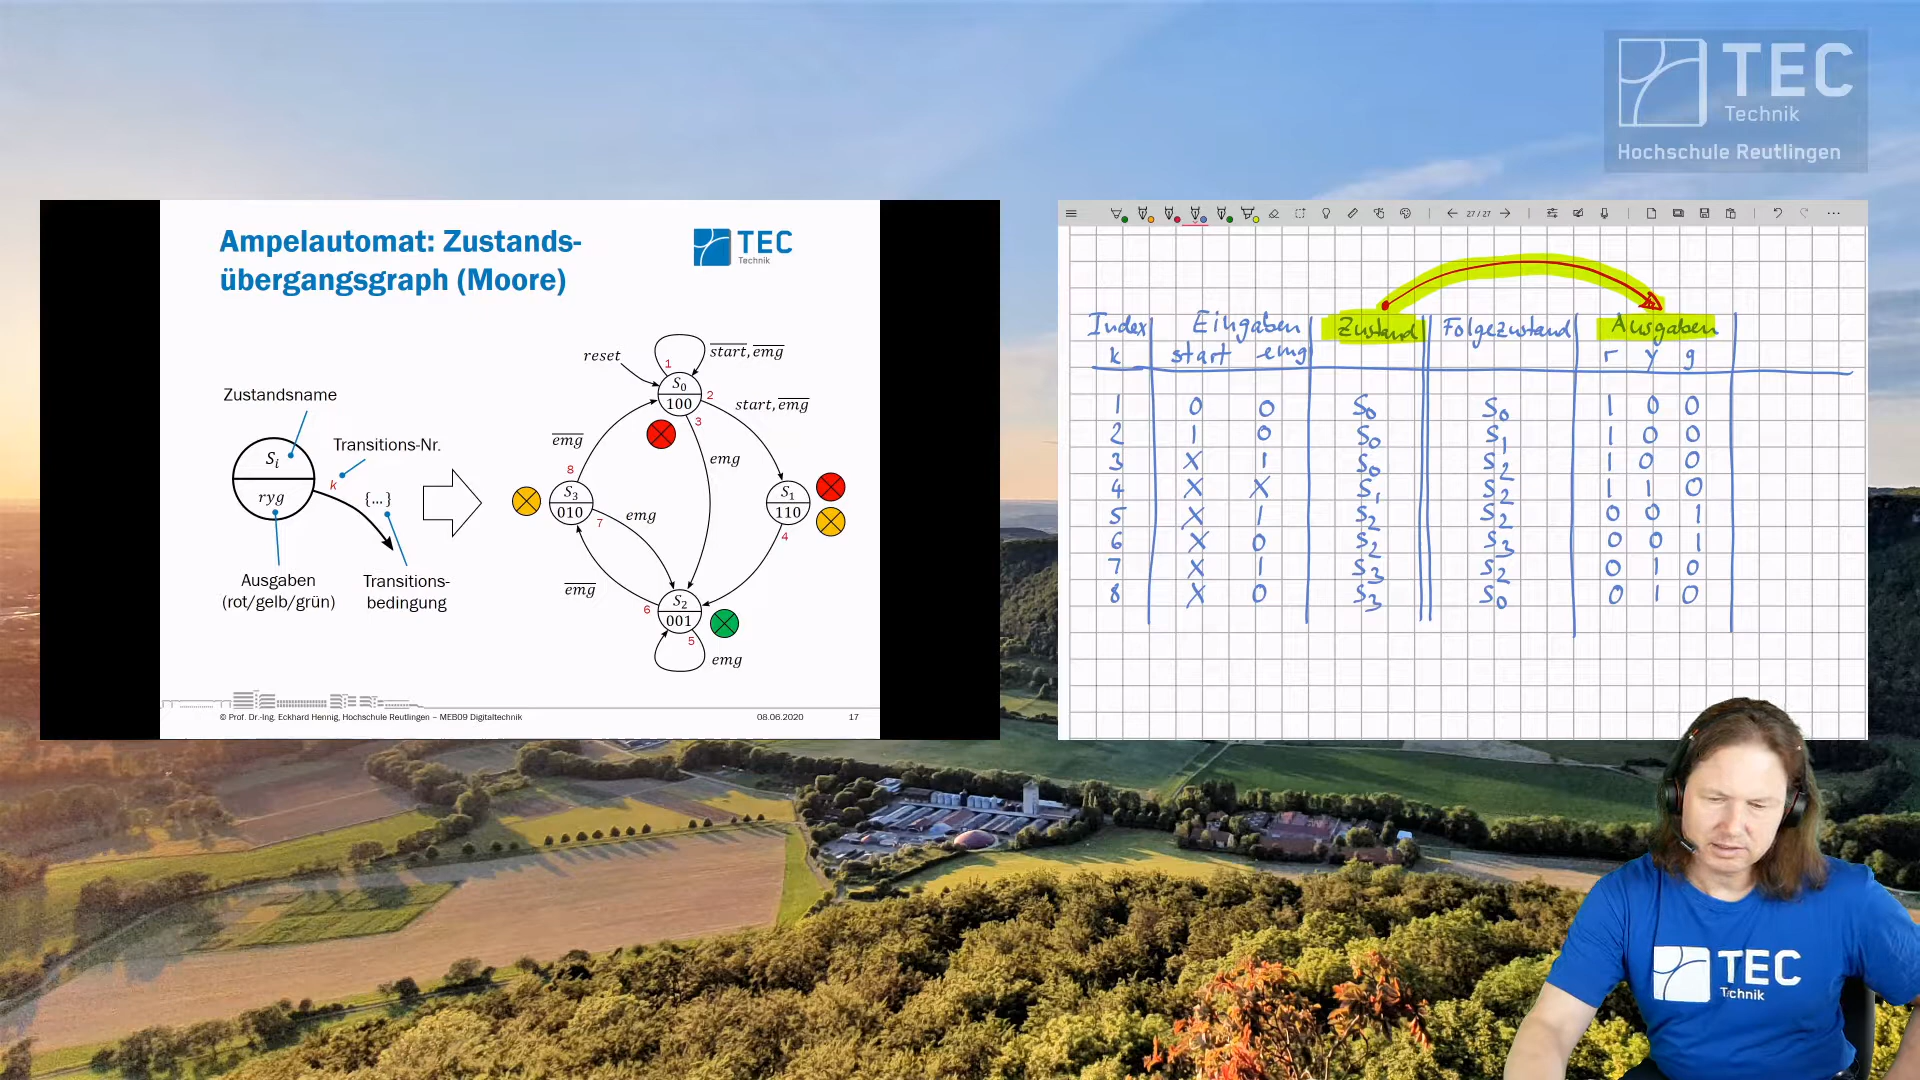 TEC
Technik
Hochschule Reutlingen
Ampelautomat: Zustands-
übergangsgraph (Moore)
TEC
Technik
Zustandsname
Transitions-Nr.
Si
ryg
k
{...}
Ausgaben
(rot/gelb/grün)
Transitions-
bedingung
reset
1
start, emg
S0
100
2
start, emg
3
emg
8
emg
S3
010
7
emg
S1
110
4
emg
6
S2
001
5
emg
© Prof. Dr.-Ing. Eckhard Hennig, Hochschule Reutlingen – MEB09 Digitaltechnik
08.06.2020
17
27 / 27
Index Eingaben Zustand Folgezustand Ausgaben
k start emg r y g
1 0 0 S0 S0 1 0 0
2 1 0 S0 S1 1 0 0
3 X 1 S0 S2 1 0 0
4 X X S1 S2 1 1 0
5 X 1 S2 S2 0 0 1
6 X 0 S2 S3 0 0 1
7 X 1 S3 S2 0 1 0
8 X 0 S3 S0 0 1 0
TEC
Technik